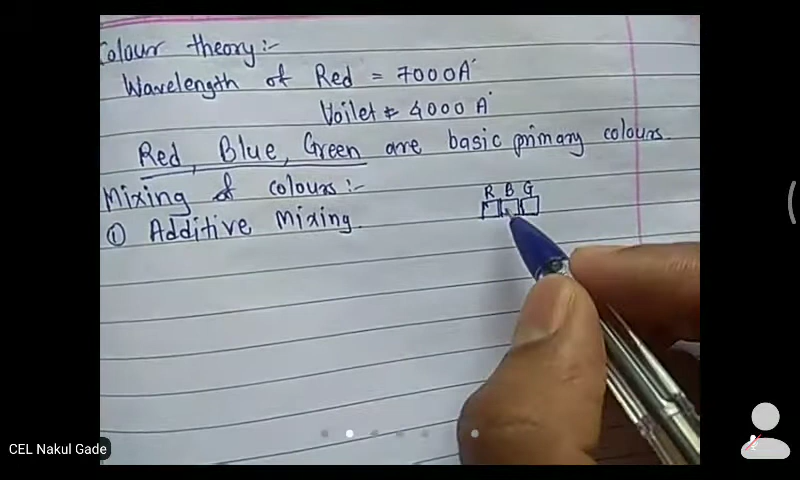 Colour theory:-
Wavelength of Red = 7000A°
Voilet = 4000 A°
Red, Blue, Green are basic primary colours
Mixing of colours:-
R B G
① Additive Mixing
CEL Nakul Gade